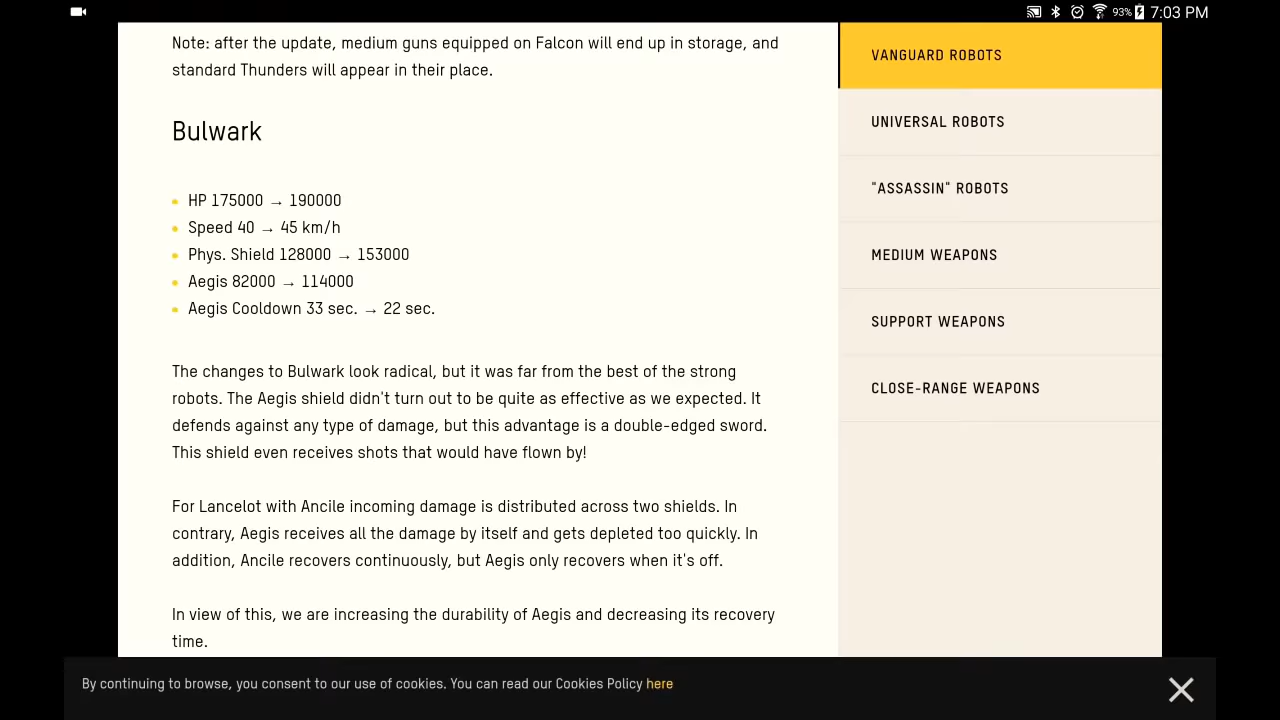 93% 7:03 PM
Note: after the update, medium guns equipped on Falcon will end up in storage, and
standard Thunders will appear in their place.
Bulwark
HP 175000 → 190000
Speed 40 → 45 km/h
Phys. Shield 128000 → 153000
Aegis 82000 → 114000
Aegis Cooldown 33 sec. → 22 sec.
The changes to Bulwark look radical, but it was far from the best of the strong
robots. The Aegis shield didn't turn out to be quite as effective as we expected. It
defends against any type of damage, but this advantage is a double-edged sword.
This shield even receives shots that would have flown by!
For Lancelot with Ancile incoming damage is distributed across two shields. In
contrary, Aegis receives all the damage by itself and gets depleted too quickly. In
addition, Ancile recovers continuously, but Aegis only recovers when it's off.
In view of this, we are increasing the durability of Aegis and decreasing its recovery
time.
VANGUARD ROBOTS
UNIVERSAL ROBOTS
"ASSASSIN" ROBOTS
MEDIUM WEAPONS
SUPPORT WEAPONS
CLOSE-RANGE WEAPONS
By continuing to browse, you consent to our use of cookies. You can read our Cookies Policy here